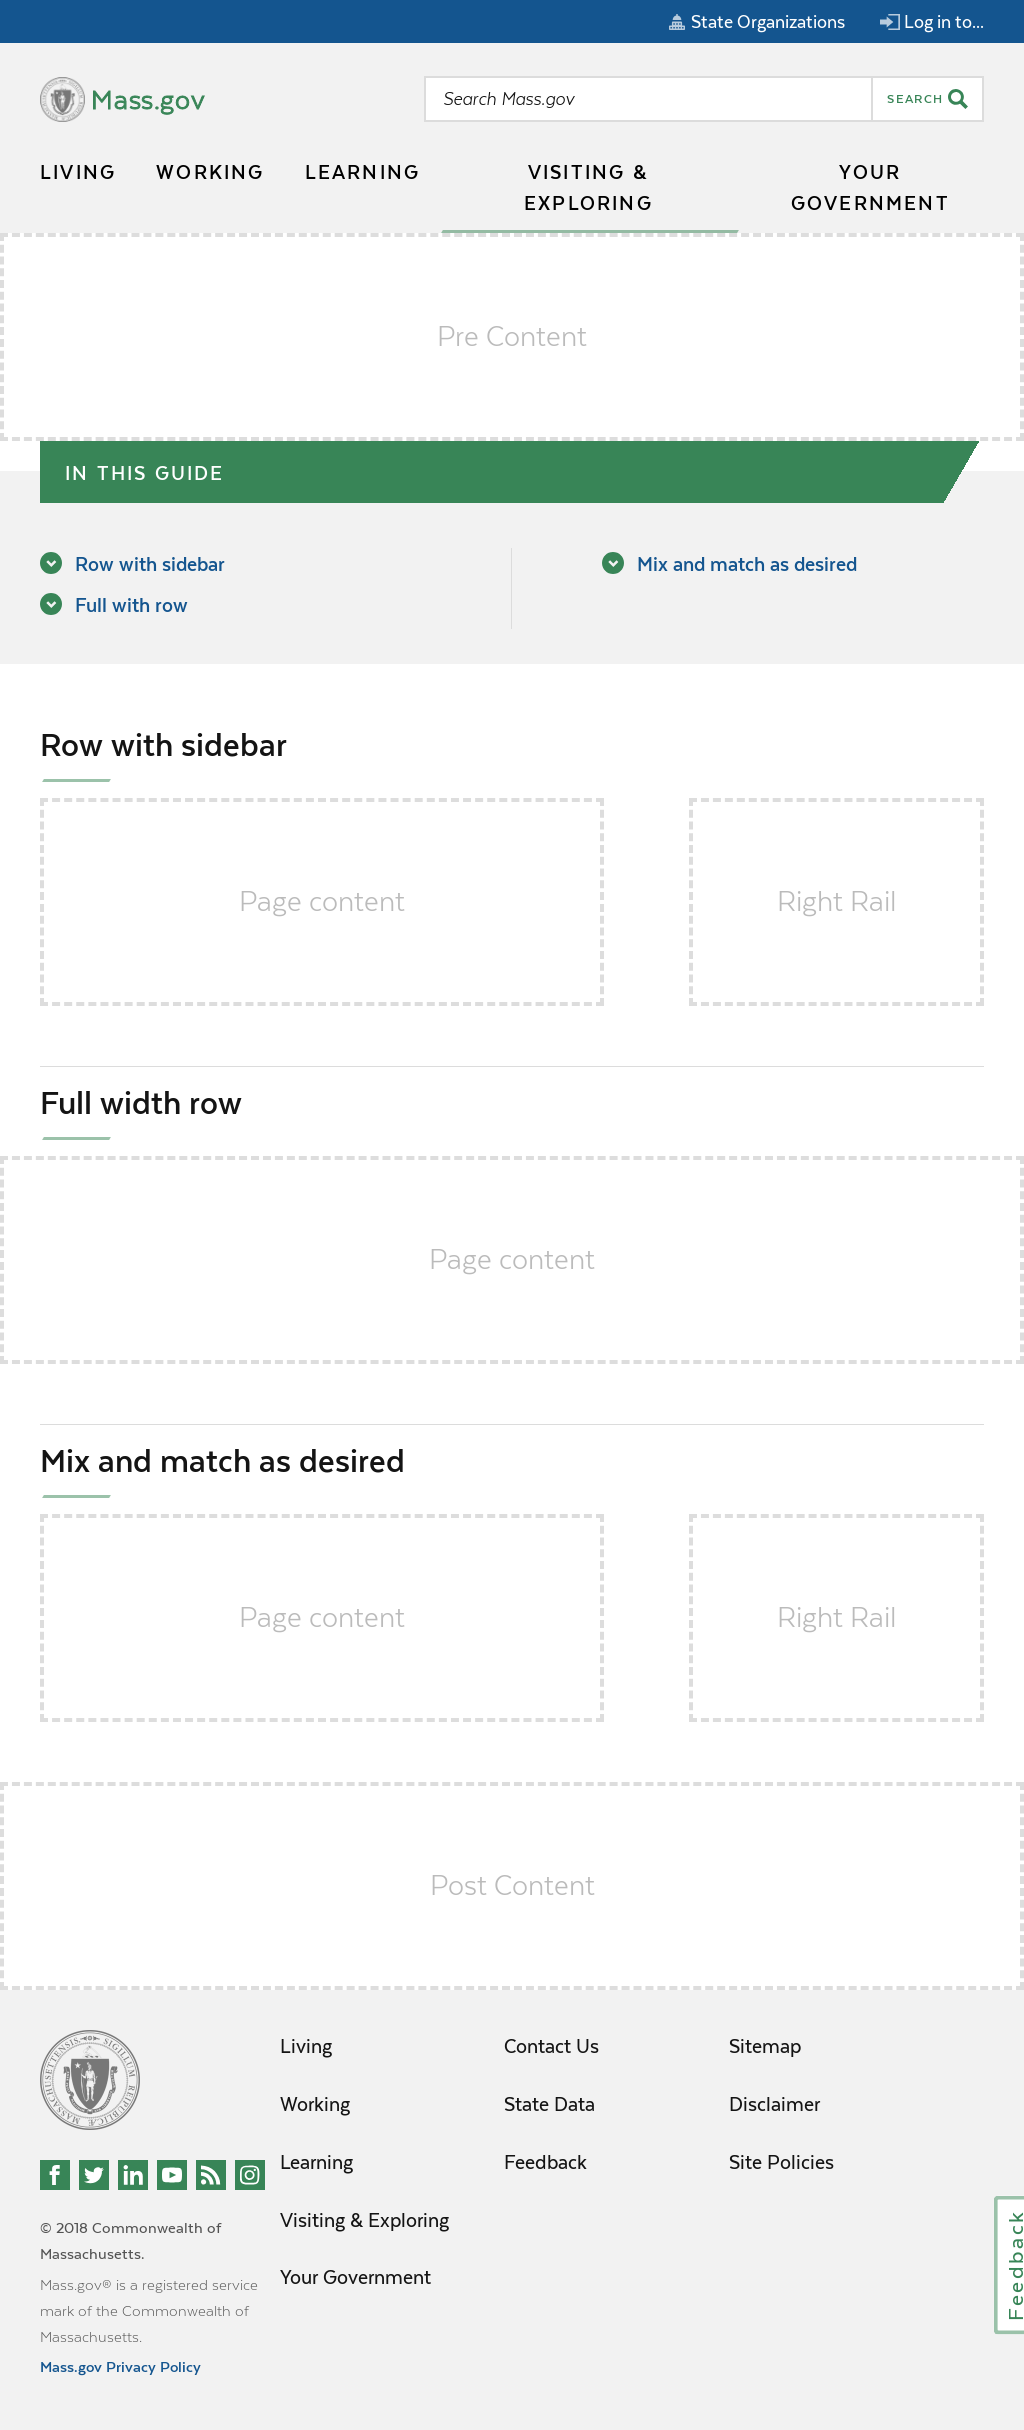 State Organizations
Log in to...
Mass.gov
Search Mass.gov
SEARCH
LIVING
WORKING
LEARNING
VISITING &
EXPLORING
YOUR
GOVERNMENT
Pre Content
IN THIS GUIDE
Row with sidebar
Full with row
Mix and match as desired
Row with sidebar
Page content
Right Rail
Full width row
Page content
Mix and match as desired
Page content
Right Rail
Post Content
Living
Working
Learning
Visiting & Exploring
Your Government
Contact Us
State Data
Feedback
Sitemap
Disclaimer
Site Policies
© 2018 Commonwealth of
Massachusetts.
Mass.gov® is a registered service
mark of the Commonwealth of
Massachusetts.
Mass.gov Privacy Policy
Feedback